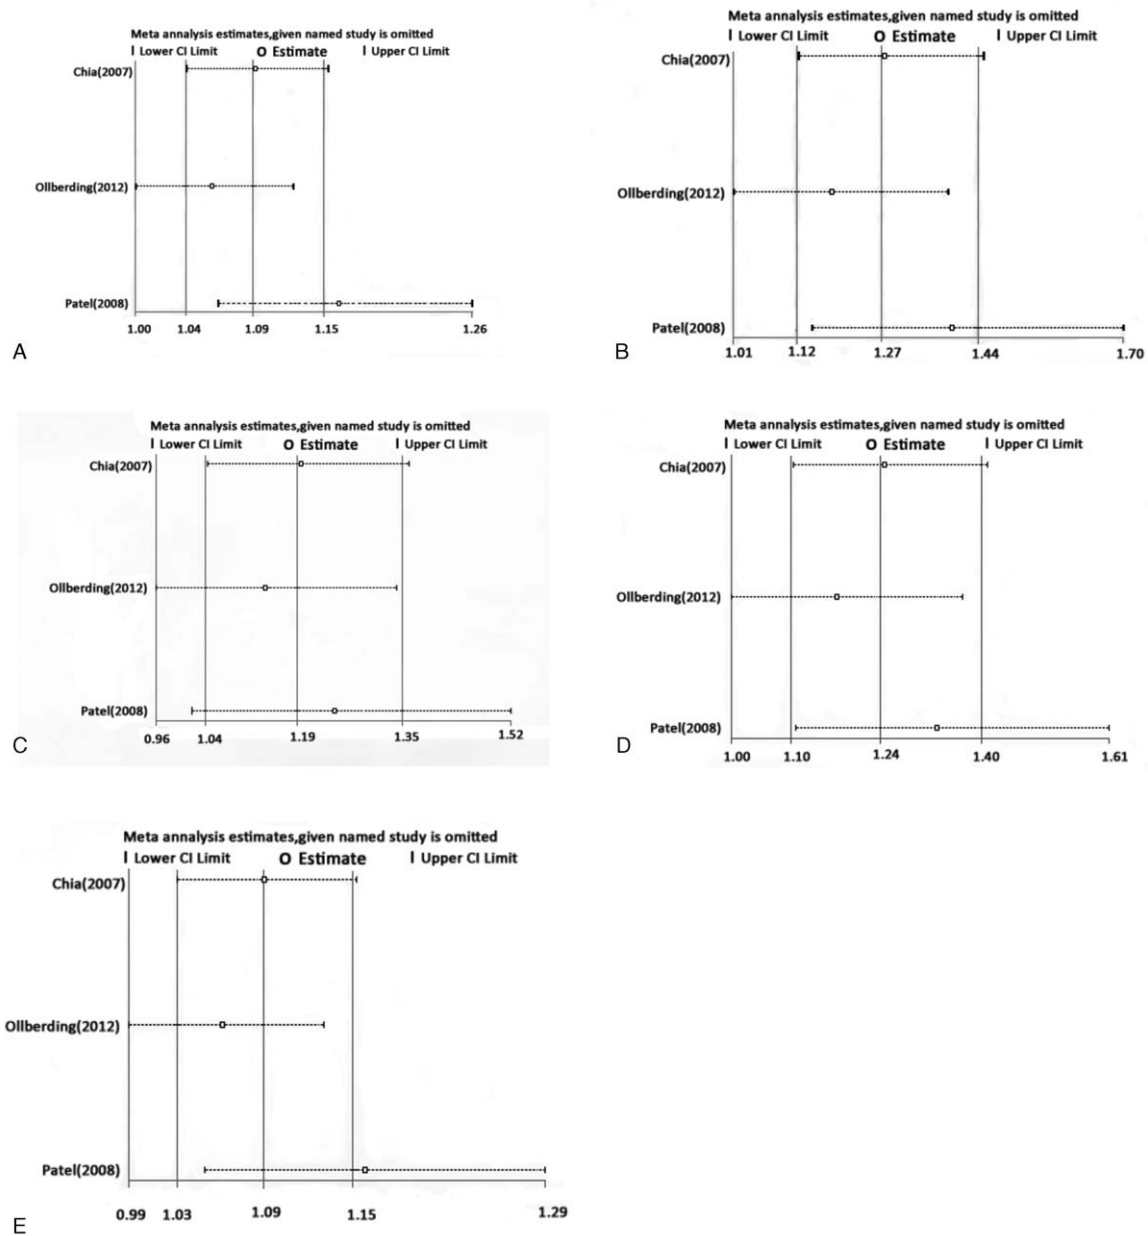 Meta annalysis estimates,given named study is omitted
I Lower CI Limit O Estimate I Upper CI Limit
Chia(2007)
Ollberding(2012)
Patel(2008)
1.00 1.04 1.09 1.15 1.26
A
Meta annalysis estimates,given named study is omitted
I Lower CI Limit O Estimate I Upper CI Limit
Chia(2007)
Ollberding(2012)
Patel(2008)
1.01 1.12 1.27 1.44 1.70
B
Meta annalysis estimates,given named study is omitted
I Lower CI Limit O Estimate I Upper CI Limit
Chia(2007)
Ollberding(2012)
Patel(2008)
0.96 1.04 1.19 1.35 1.52
C
Meta annalysis estimates,given named study is omitted
I Lower CI Limit O Estimate I Upper CI Limit
Chia(2007)
Ollberding(2012)
Patel(2008)
1.00 1.10 1.24 1.40 1.61
D
Meta annalysis estimates,given named study is omitted
I Lower CI Limit O Estimate I Upper CI Limit
Chia(2007)
Ollberding(2012)
Patel(2008)
0.99 1.03 1.09 1.15 1.29
E